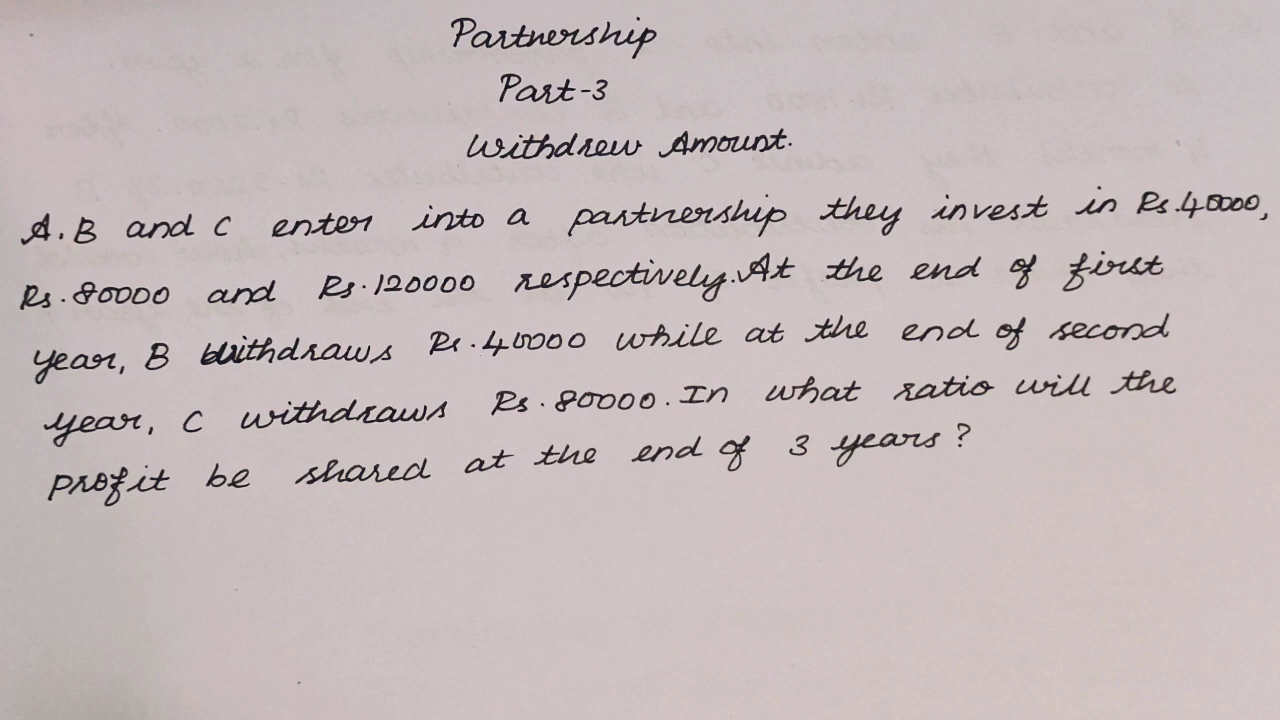 Partnership
Part-3
Withdrew Amount.
A.B and C enter into a partnership they invest in Rs.40000,
Rs.80000 and Rs.120000 respectively. At the end of first
year, B withdraws Rs.40000 while at the end of second
year, C withdraws Rs.80000. In what ratio will the
profit be shared at the end of 3 years?